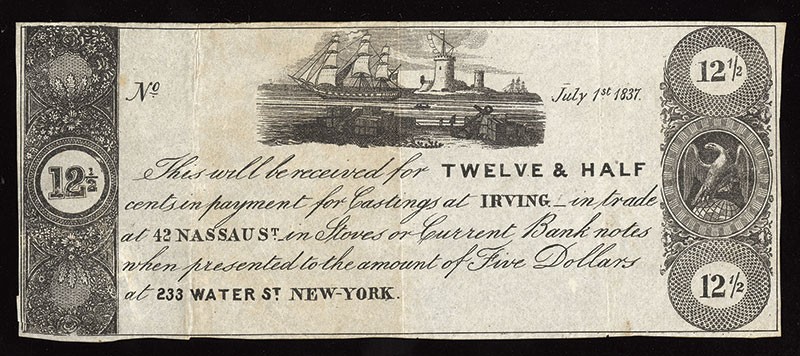 12½
12½
Nº
July 1st 1837.
This will be received for TWELVE & HALF
cents, in payment for Castings at IRVING _ in trade
at 42 NASSAU ST. in Stoves or Current Bank notes
when presented to the amount of Five Dollars
at 233 WATER ST. NEW-YORK.
12½